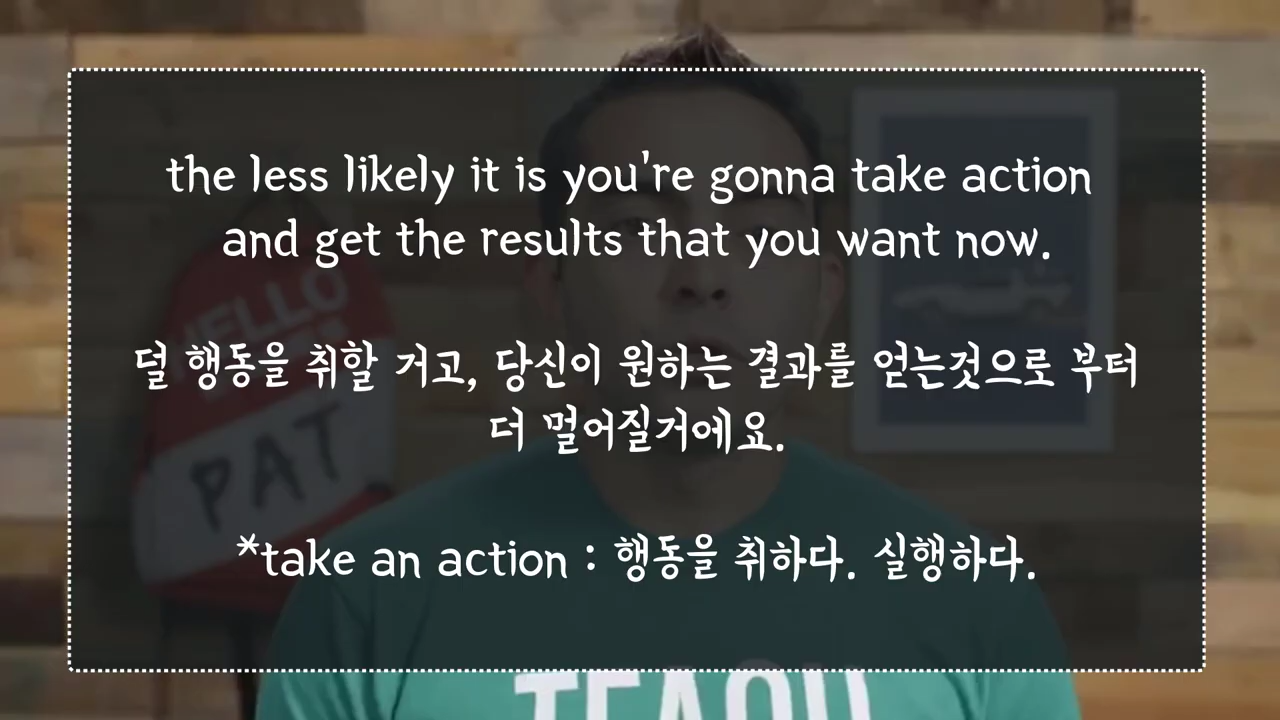 the less likely it is you're gonna take action
and get the results that you want now.
덜 행동을 취할 거고, 당신이 원하는 결과를 얻는것으로 부터
더 멀어질거에요.
*take an action : 행동을 취하다. 실행하다.
HELLO
PAT
TEACH